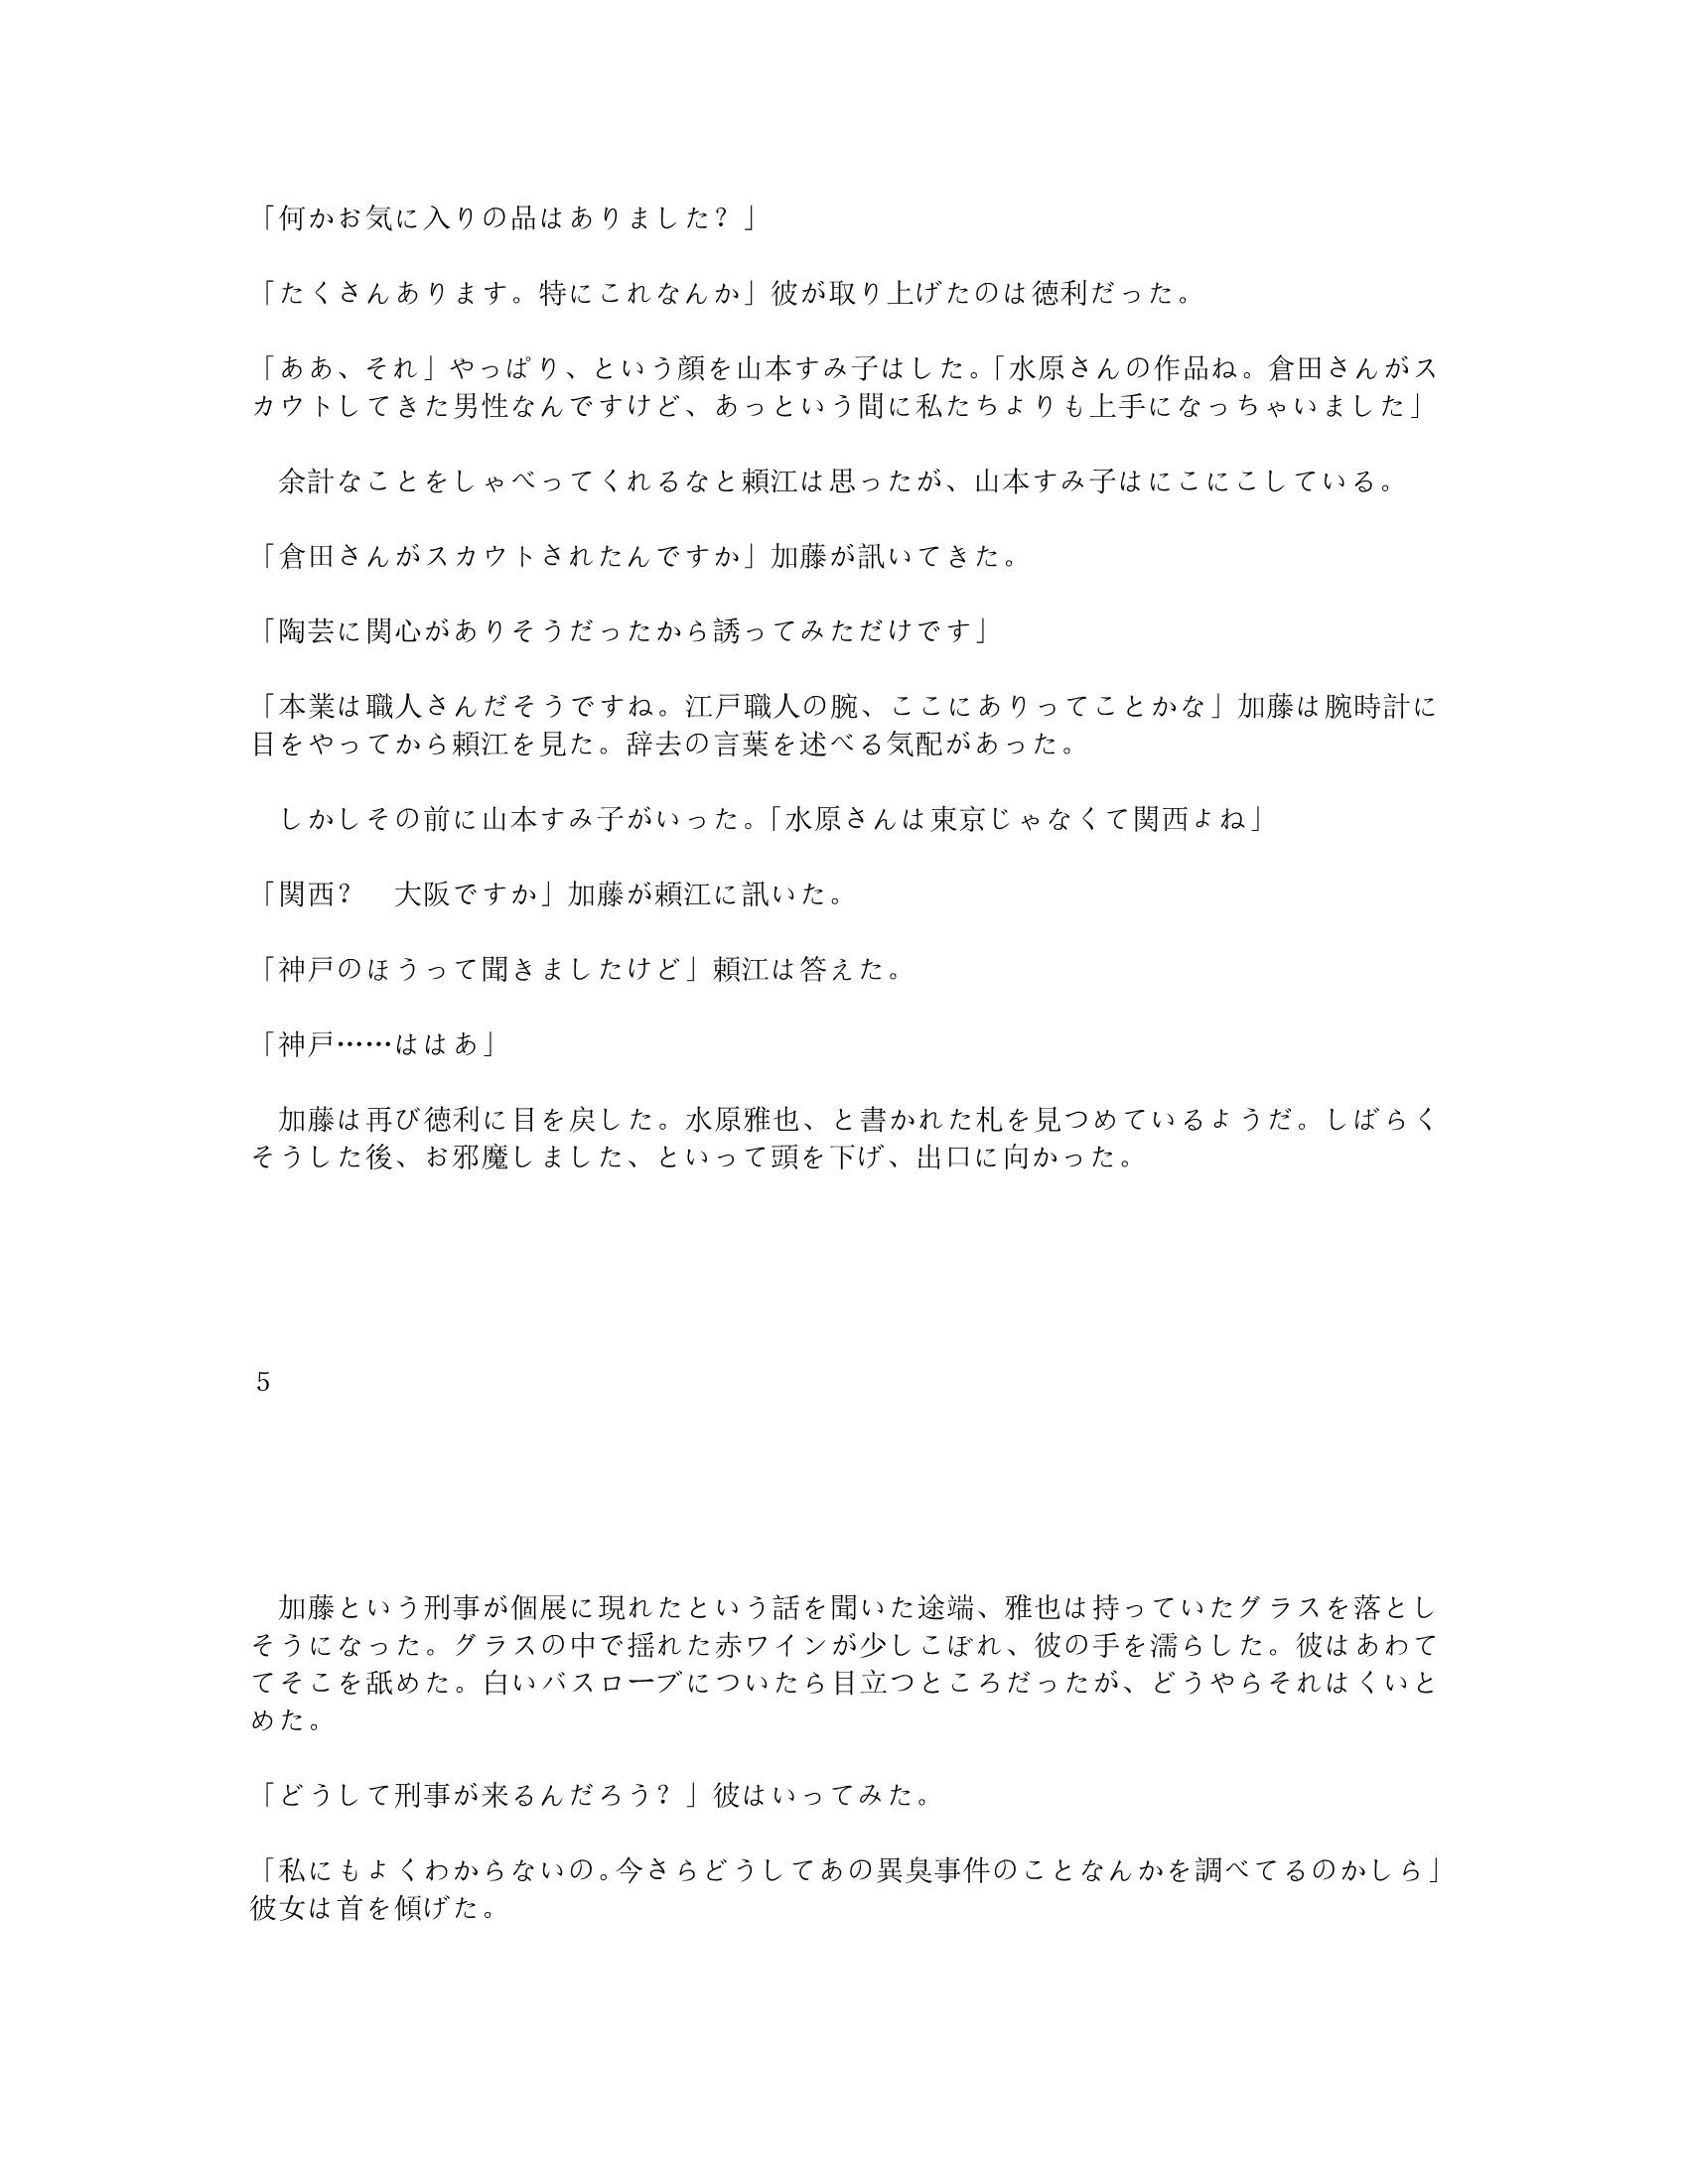 「何かお気に入りの品はありました？」
「たくさんあります。特にこれなんか」彼が取り上げたのは徳利だった。
「ああ、それ」やっぱり、という顔を山本すみ子はした。「水原さんの作品ね。倉田さんがス
カウトしてきた男性なんですけど、あっという間に私たちよりも上手になっちゃいました」
　余計なことをしゃべってくれるなと頼江は思ったが、山本すみ子はにこにこしている。
「倉田さんがスカウトされたんですか」加藤が訊いてきた。
「陶芸に関心がありそうだったから誘ってみただけです」
「本業は職人さんだそうですね。江戸職人の腕、ここにありってことかな」加藤は腕時計に
目をやってから頼江を見た。辞去の言葉を述べる気配があった。
　しかしその前に山本すみ子がいった。「水原さんは東京じゃなくて関西よね」
「関西？　大阪ですか」加藤が頼江に訊いた。
「神戸のほうって聞きましたけど」頼江は答えた。
「神戸……ははあ」
　加藤は再び徳利に目を戻した。水原雅也、と書かれた札を見つめているようだ。しばらく
そうした後、お邪魔しました、といって頭を下げ、出口に向かった。
５
　加藤という刑事が個展に現れたという話を聞いた途端、雅也は持っていたグラスを落とし
そうになった。グラスの中で揺れた赤ワインが少しこぼれ、彼の手を濡らした。彼はあわて
てそこを舐めた。白いバスローブについたら目立つところだったが、どうやらそれはくいと
めた。
「どうして刑事が来るんだろう？」彼はいってみた。
「私にもよくわからないの。今さらどうしてあの異臭事件のことなんかを調べてるのかしら」
彼女は首を傾げた。